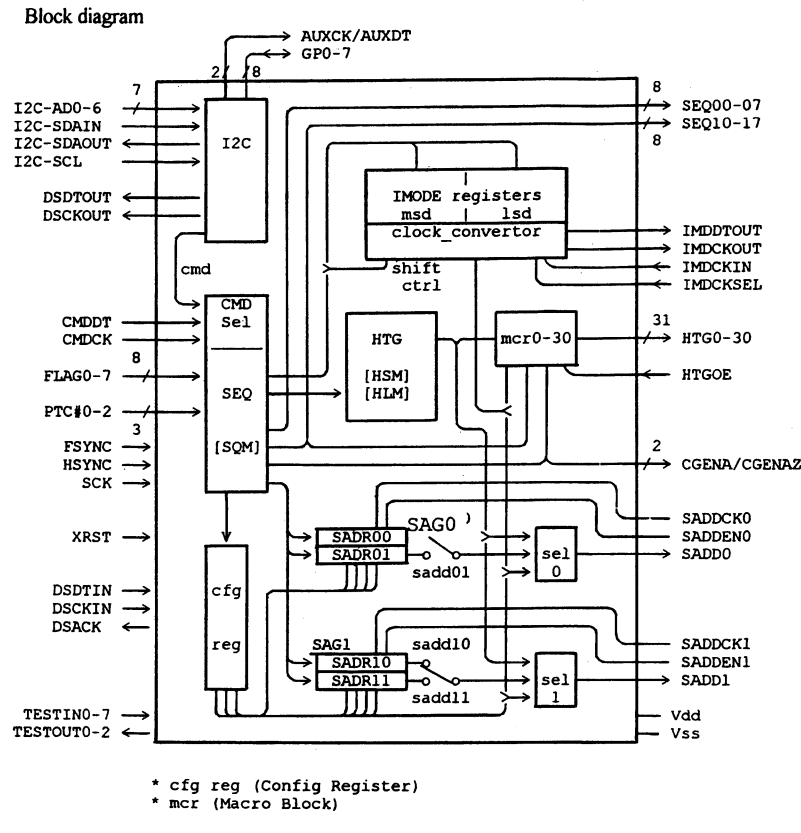 Block diagram
AUXCK/AUXDT
GP0-7
2 8
7
I2C-AD0-6
I2C-SDAIN
I2C-SDAOUT
I2C-SCL
DSDTOUT
DSCKOUT
I2C
8
SEQ00-07
SEQ10-17
8
IMODE registers
msd lsd
clock_convertor
IMDDTOUT
IMDCKOUT
IMDCKIN
IMDCKSEL
cmd
shift
ctrl
CMD
Sel
CMDDT
CMDCK
8
FLAG0-7
PTC#0-2
3
FSYNC
HSYNC
SCK
SEQ
[SQM]
HTG
[HSM]
[HLM]
mcr0-30
31
HTG0-30
HTGOE
2
CGENA/CGENAZ
XRST
SAG0 )
SADR00
SADR01
sadd01
sel
0
SADDCK0
SADDEN0
SADD0
cfg
reg
DSDTIN
DSCKIN
DSACK
SAG1
SADR10
SADR11
sadd10
sadd11
sel
1
SADDCK1
SADDEN1
SADD1
TESTIN0-7
TESTOUT0-2
Vdd
Vss
* cfg reg (Config Register)
* mcr (Macro Block)